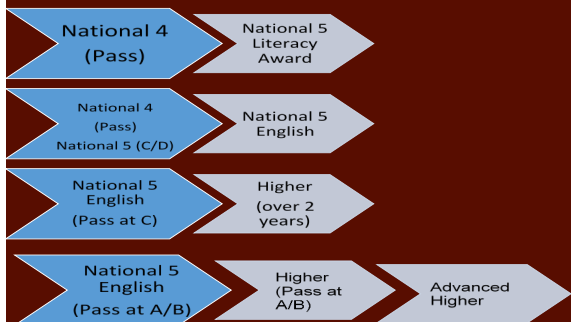 National 4
(Pass)
National 5
Literacy
Award
National 4
(Pass)
National 5 (C/D)
National 5
English
National 5
English
(Pass at C)
Higher
(over 2
years)
National 5
English
(Pass at A/B)
Higher
(Pass at
A/B)
Advanced
Higher